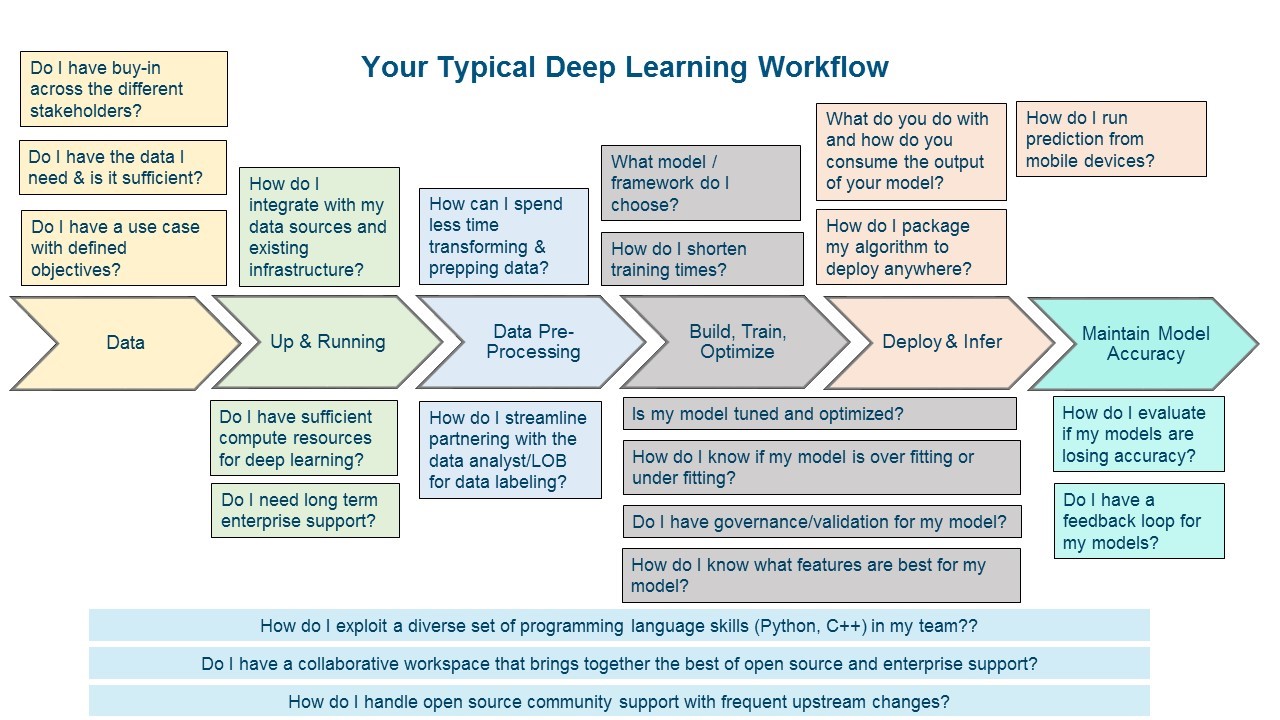 Your Typical Deep Learning Workflow
Do I have buy-in
across the different
stakeholders?
Do I have the data I
need & is it sufficient?
Do I have a use case
with defined
objectives?
How do I
integrate with my
data sources and
existing
infrastructure?
How can I spend
less time
transforming &
prepping data?
What model /
framework do I
choose?
How do I shorten
training times?
What do you do with
and how do you
consume the output
of your model?
How do I package
my algorithm to
deploy anywhere?
How do I run
prediction from
mobile devices?
Data
Up & Running
Data Pre-
Processing
Build, Train,
Optimize
Deploy & Infer
Maintain Model
Accuracy
Do I have sufficient
compute resources
for deep learning?
Do I need long term
enterprise support?
How do I streamline
partnering with the
data analyst/LOB
for data labeling?
Is my model tuned and optimized?
How do I know if my model is over fitting or
under fitting?
Do I have governance/validation for my model?
How do I know what features are best for my
model?
How do I evaluate
if my models are
losing accuracy?
Do I have a
feedback loop for
my models?
How do I exploit a diverse set of programming language skills (Python, C++) in my team??
Do I have a collaborative workspace that brings together the best of open source and enterprise support?
How do I handle open source community support with frequent upstream changes?